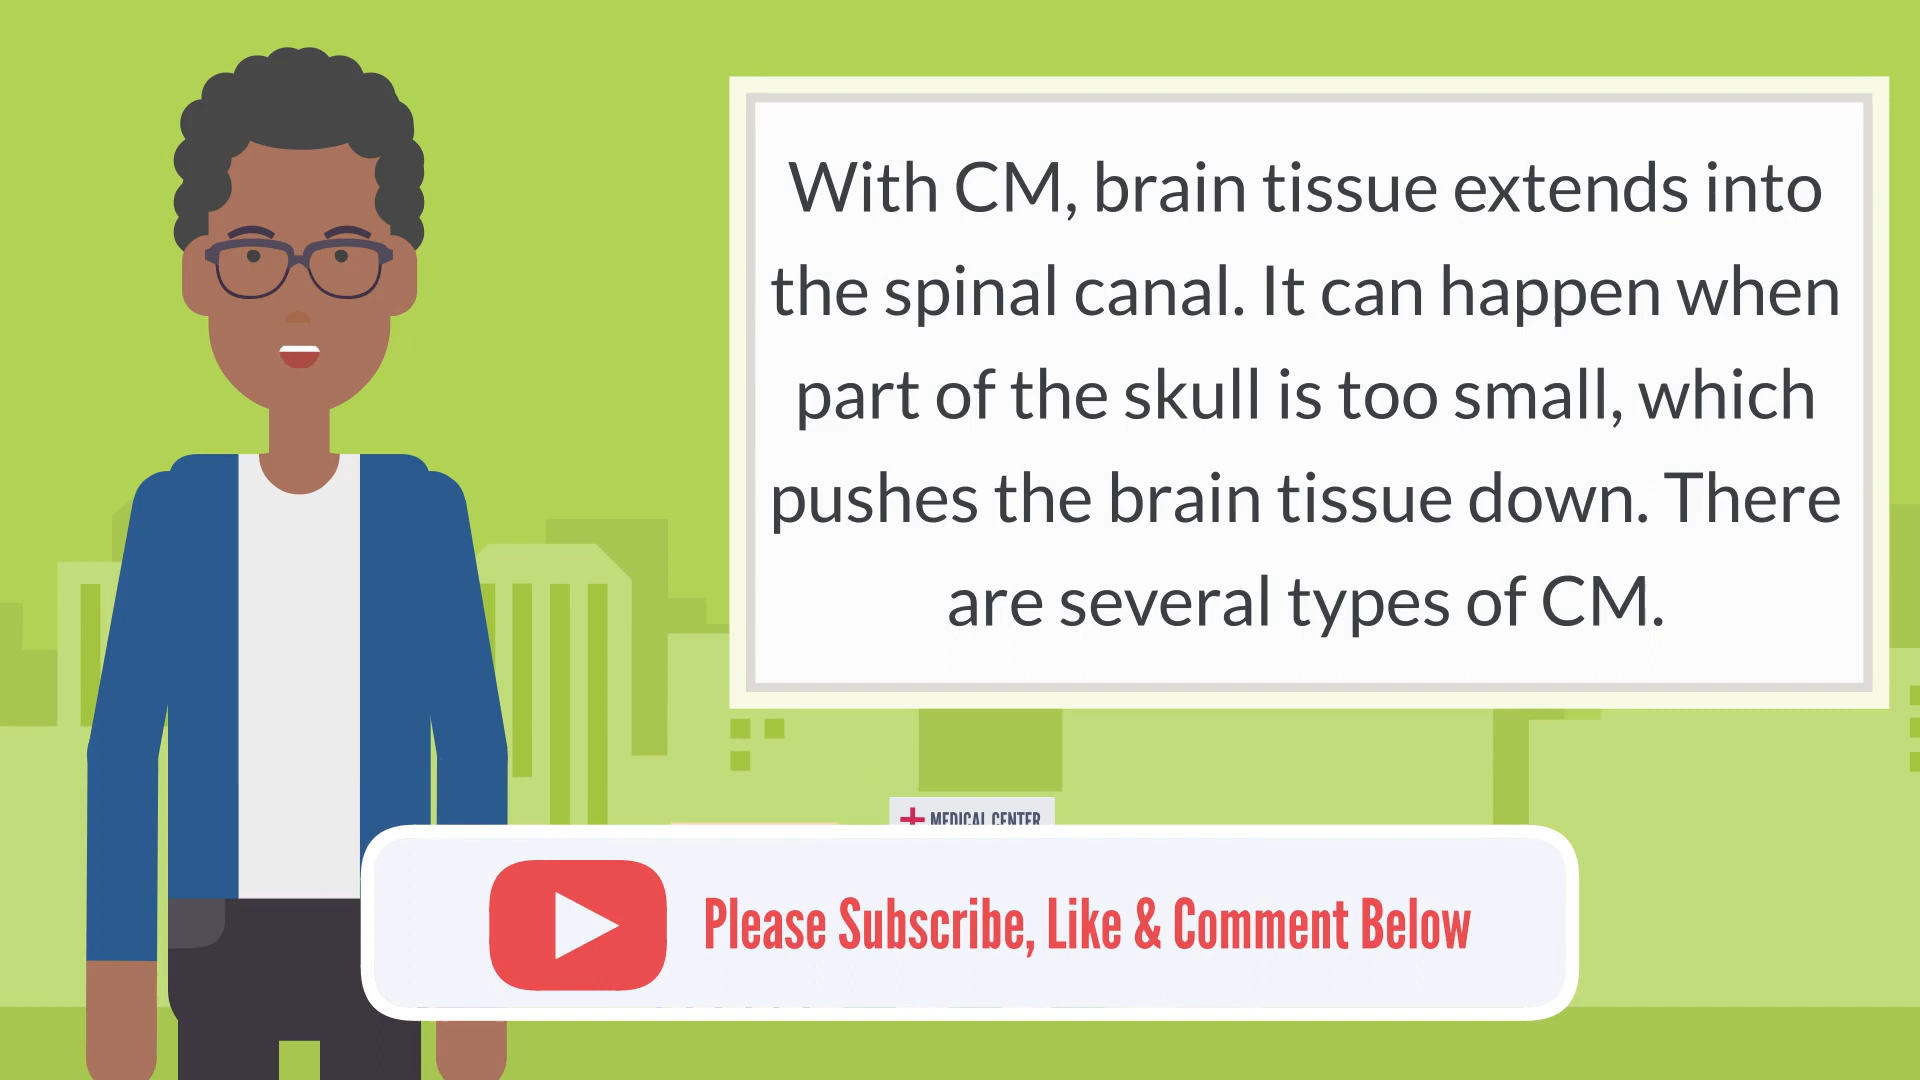 With CM, brain tissue extends into
the spinal canal. It can happen when
part of the skull is too small, which
pushes the brain tissue down. There
are several types of CM.
MEDICAL CENTER
Please Subscribe, Like & Comment Below